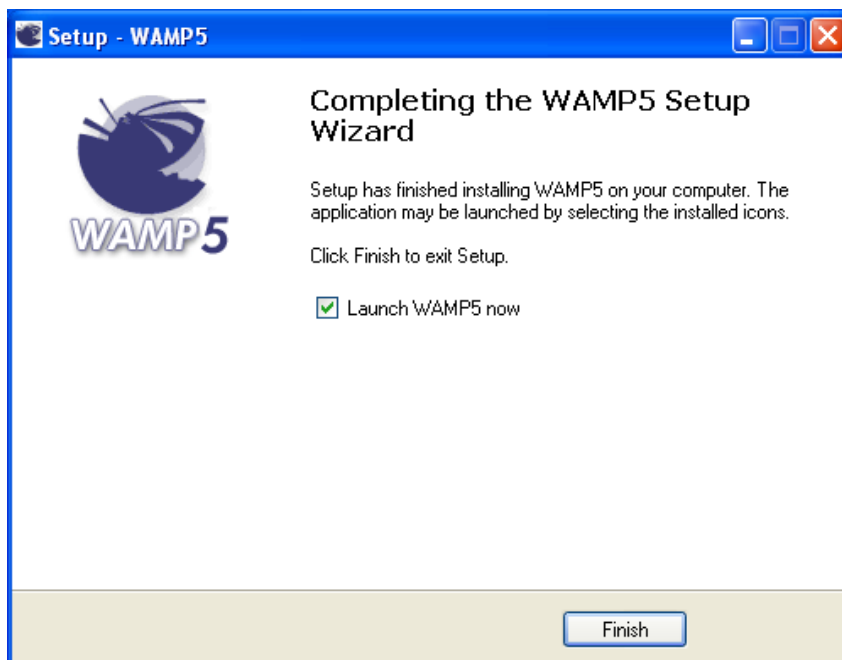 Setup - WAMP5
Completing the WAMP5 Setup
Wizard
WAMP5
Setup has finished installing WAMP5 on your computer. The
application may be launched by selecting the installed icons.
Click Finish to exit Setup.
Launch WAMP5 now
Finish